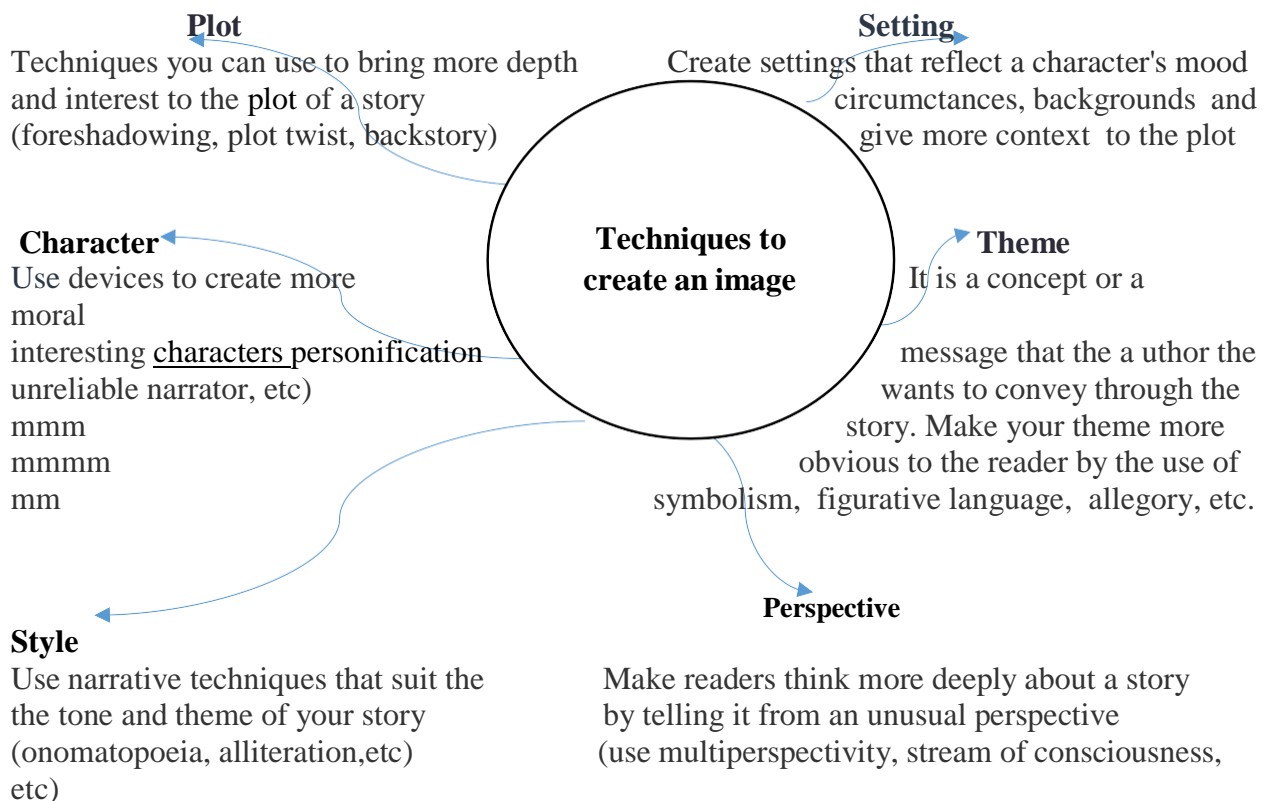 Plot
Techniques you can use to bring more depth
and interest to the plot of a story
(foreshadowing, plot twist, backstory)
Setting
Create settings that reflect a character's mood
circumctances, backgrounds and
give more context to the plot
Techniques to
create an image
Character
Use devices to create more
moral
interesting characters personification
unreliable narrator, etc)
mmm
mmmm
mm
Theme
It is a concept or a
message that the a uthor the
wants to convey through the
story. Make your theme more
obvious to the reader by the use of
symbolism, figurative language, allegory, etc.
Style
Use narrative techniques that suit the
the tone and theme of your story
(onomatopoeia, alliteration,etc)
Perspective
Make readers think more deeply about a story
by telling it from an unusual perspective
(use multiperspectivity, stream of consciousness,
etc)